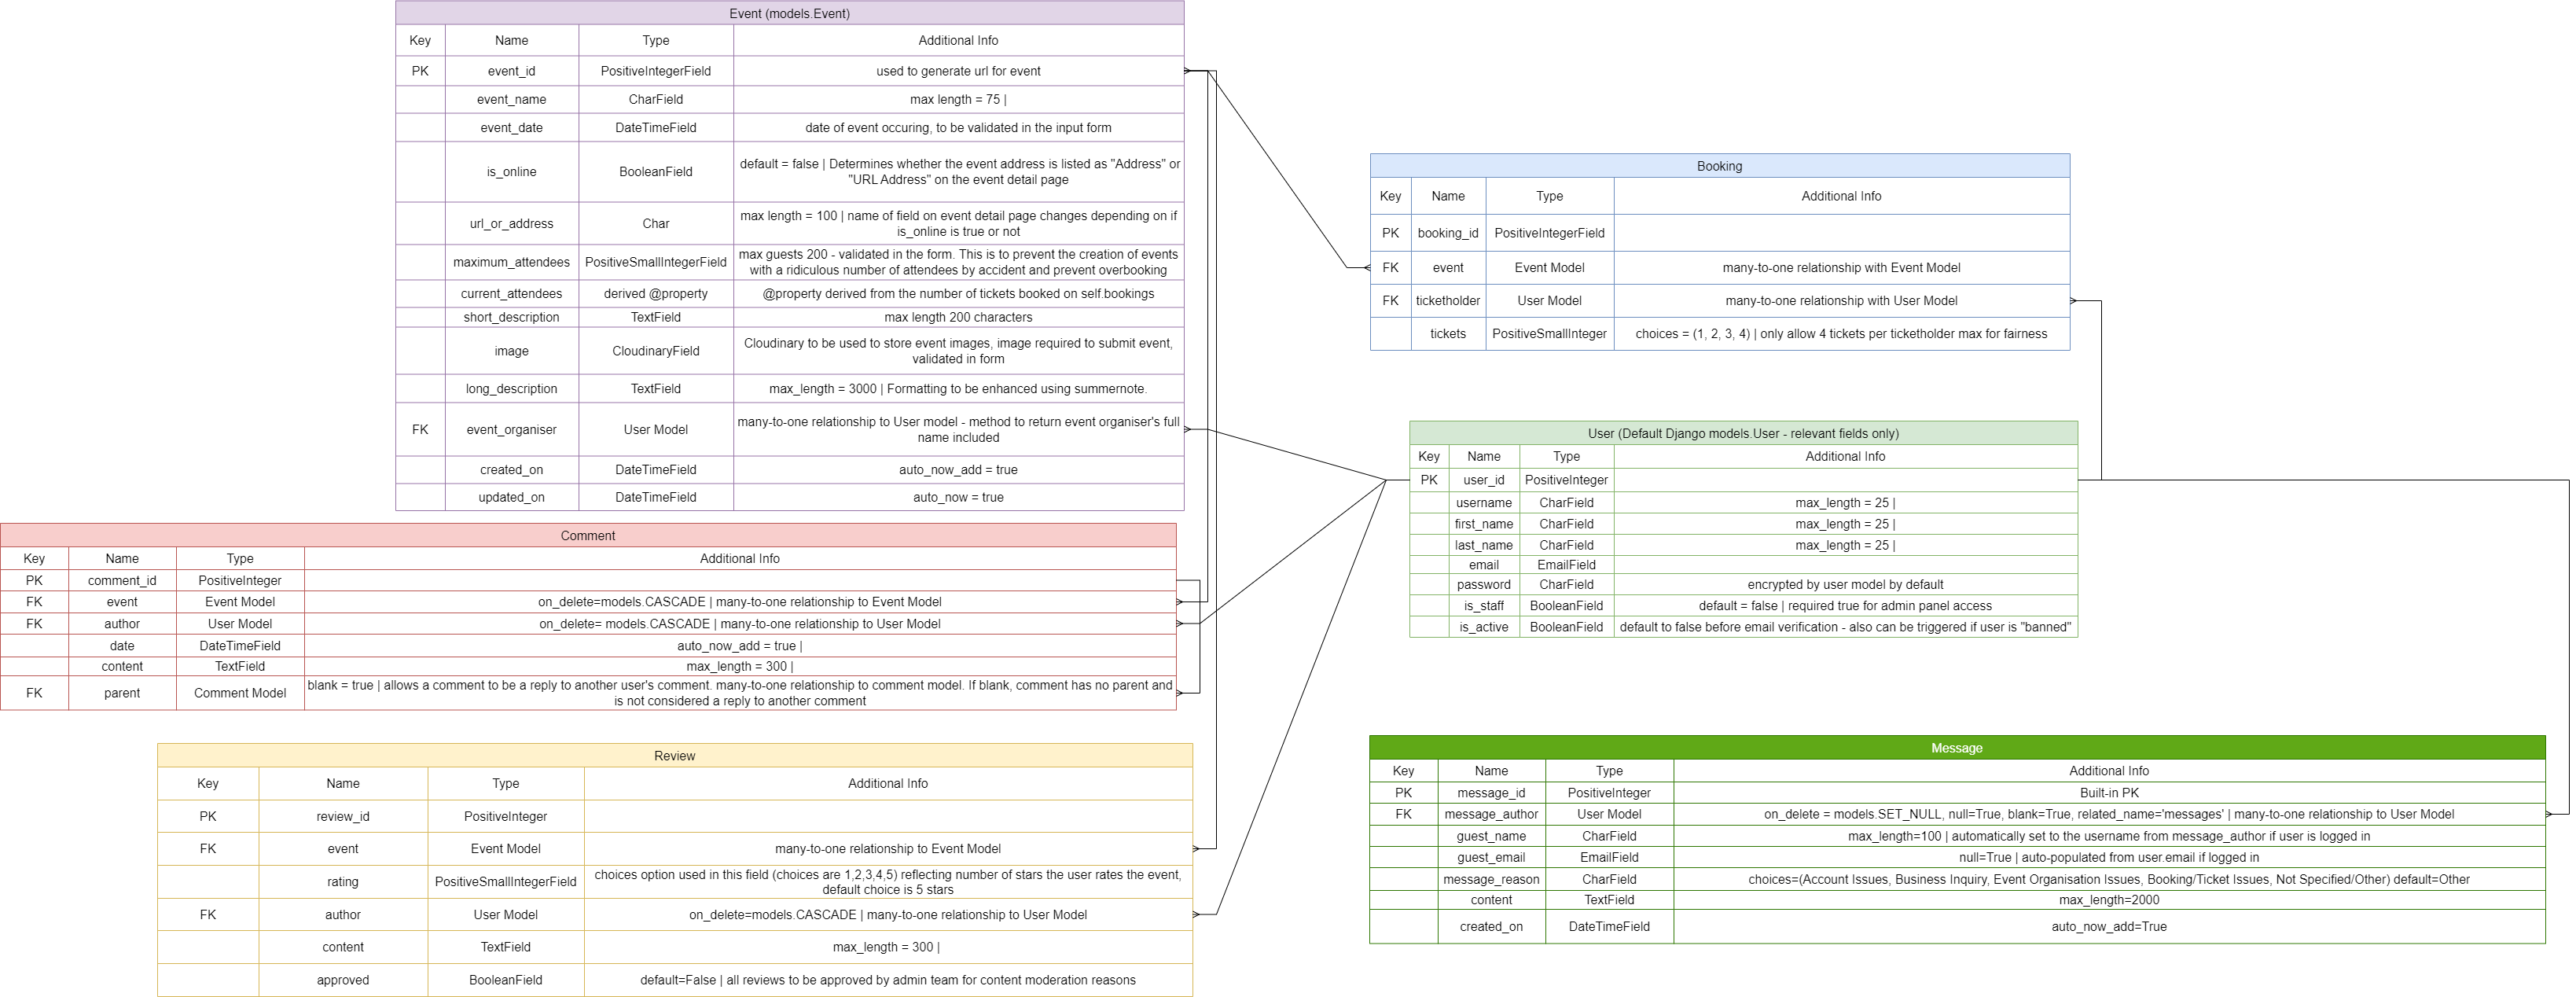 Event (models.Event)
Key Name Type Additional Info
PK event_id PositiveIntegerField used to generate url for event
event_name CharField max length = 75 |
event_date DateTimeField date of event occuring, to be validated in the input form
is_online BooleanField default = false | Determines whether the event address is listed as "Address" or
"URL Address" on the event detail page
url_or_address Char max length = 100 | name of field on event detail page changes depending on if
is_online is true or not
maximum_attendees PositiveSmallIntegerField max guests 200 - validated in the form. This is to prevent the creation of events
with a ridiculous number of attendees by accident and prevent overbooking
current_attendees derived @property @property derived from the number of tickets booked on self.bookings
short_description TextField max length 200 characters
image CloudinaryField Cloudinary to be used to store event images, image required to submit event,
validated in form
long_description TextField max_length = 3000 | Formatting to be enhanced using summernote.
FK event_organiser User Model many-to-one relationship to User model - method to return event organiser's full
name included
created_on DateTimeField auto_now_add = true
updated_on DateTimeField auto_now = true
Booking
Key Name Type Additional Info
PK booking_id PositiveIntegerField
FK event Event Model many-to-one relationship with Event Model
FK ticketholder User Model many-to-one relationship with User Model
tickets PositiveSmallInteger choices = (1, 2, 3, 4) | only allow 4 tickets per ticketholder max for fairness
User (Default Django models.User - relevant fields only)
Key Name Type Additional Info
PK user_id PositiveInteger
username CharField max_length = 25 |
first_name CharField max_length = 25 |
last_name CharField max_length = 25 |
email EmailField
password CharField encrypted by user model by default
is_staff BooleanField default = false | required true for admin panel access
is_active BooleanField default to false before email verification - also can be triggered if user is "banned"
Comment
Key Name Type Additional Info
PK comment_id PositiveInteger
FK event Event Model on_delete=models.CASCADE | many-to-one relationship to Event Model
FK author User Model on_delete= models.CASCADE | many-to-one relationship to User Model
date DateTimeField auto_now_add = true |
content TextField max_length = 300 |
FK parent Comment Model blank = true | allows a comment to be a reply to another user's comment. many-to-one relationship to comment model. If blank, comment has no parent and
is not considered a reply to another comment
Review
Key Name Type Additional Info
PK review_id PositiveInteger
FK event Event Model many-to-one relationship to Event Model
rating PositiveSmallIntegerField choices option used in this field (choices are 1,2,3,4,5) reflecting number of stars the user rates the event,
default choice is 5 stars
FK author User Model on_delete=models.CASCADE | many-to-one relationship to User Model
content TextField max_length = 300 |
approved BooleanField default=False | all reviews to be approved by admin team for content moderation reasons
Message
Key Name Type Additional Info
PK message_id PositiveInteger Built-in PK
FK message_author User Model on_delete = models.SET_NULL, null=True, blank=True, related_name='messages' | many-to-one relationship to User Model
guest_name CharField max_length=100 | automatically set to the username from message_author if user is logged in
guest_email EmailField null=True | auto-populated from user.email if logged in
message_reason CharField choices=(Account Issues, Business Inquiry, Event Organisation Issues, Booking/Ticket Issues, Not Specified/Other) default=Other
content TextField max_length=2000
created_on DateTimeField auto_now_add=True